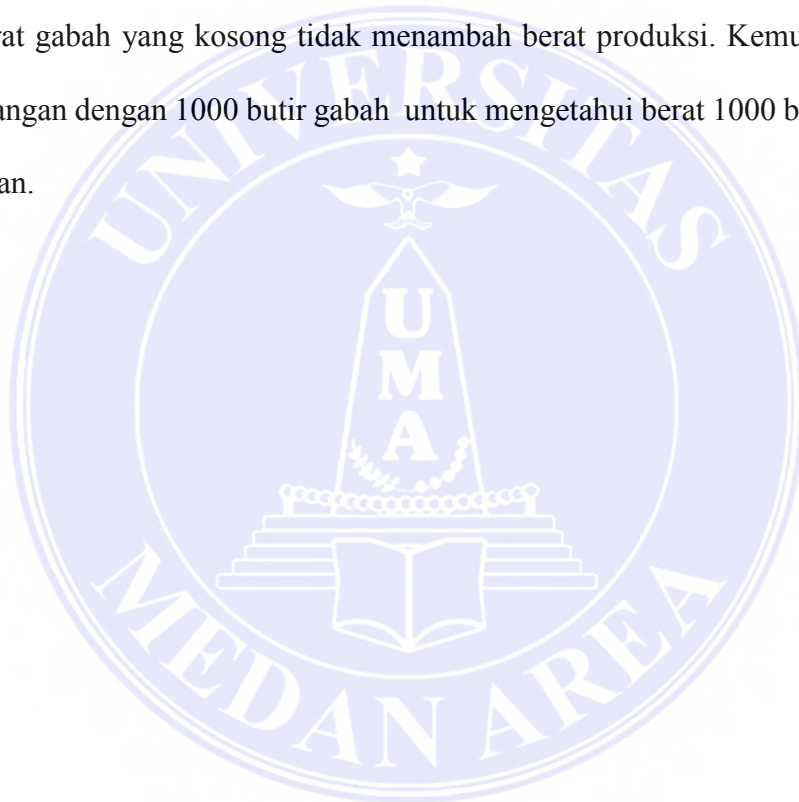 rat gabah yang kosong tidak menambah berat produksi. Kemu
angan dengan 1000 butir gabah untuk mengetahui berat 1000 b
an.
UNIVERSITAS
UMA
MEDAN AREA